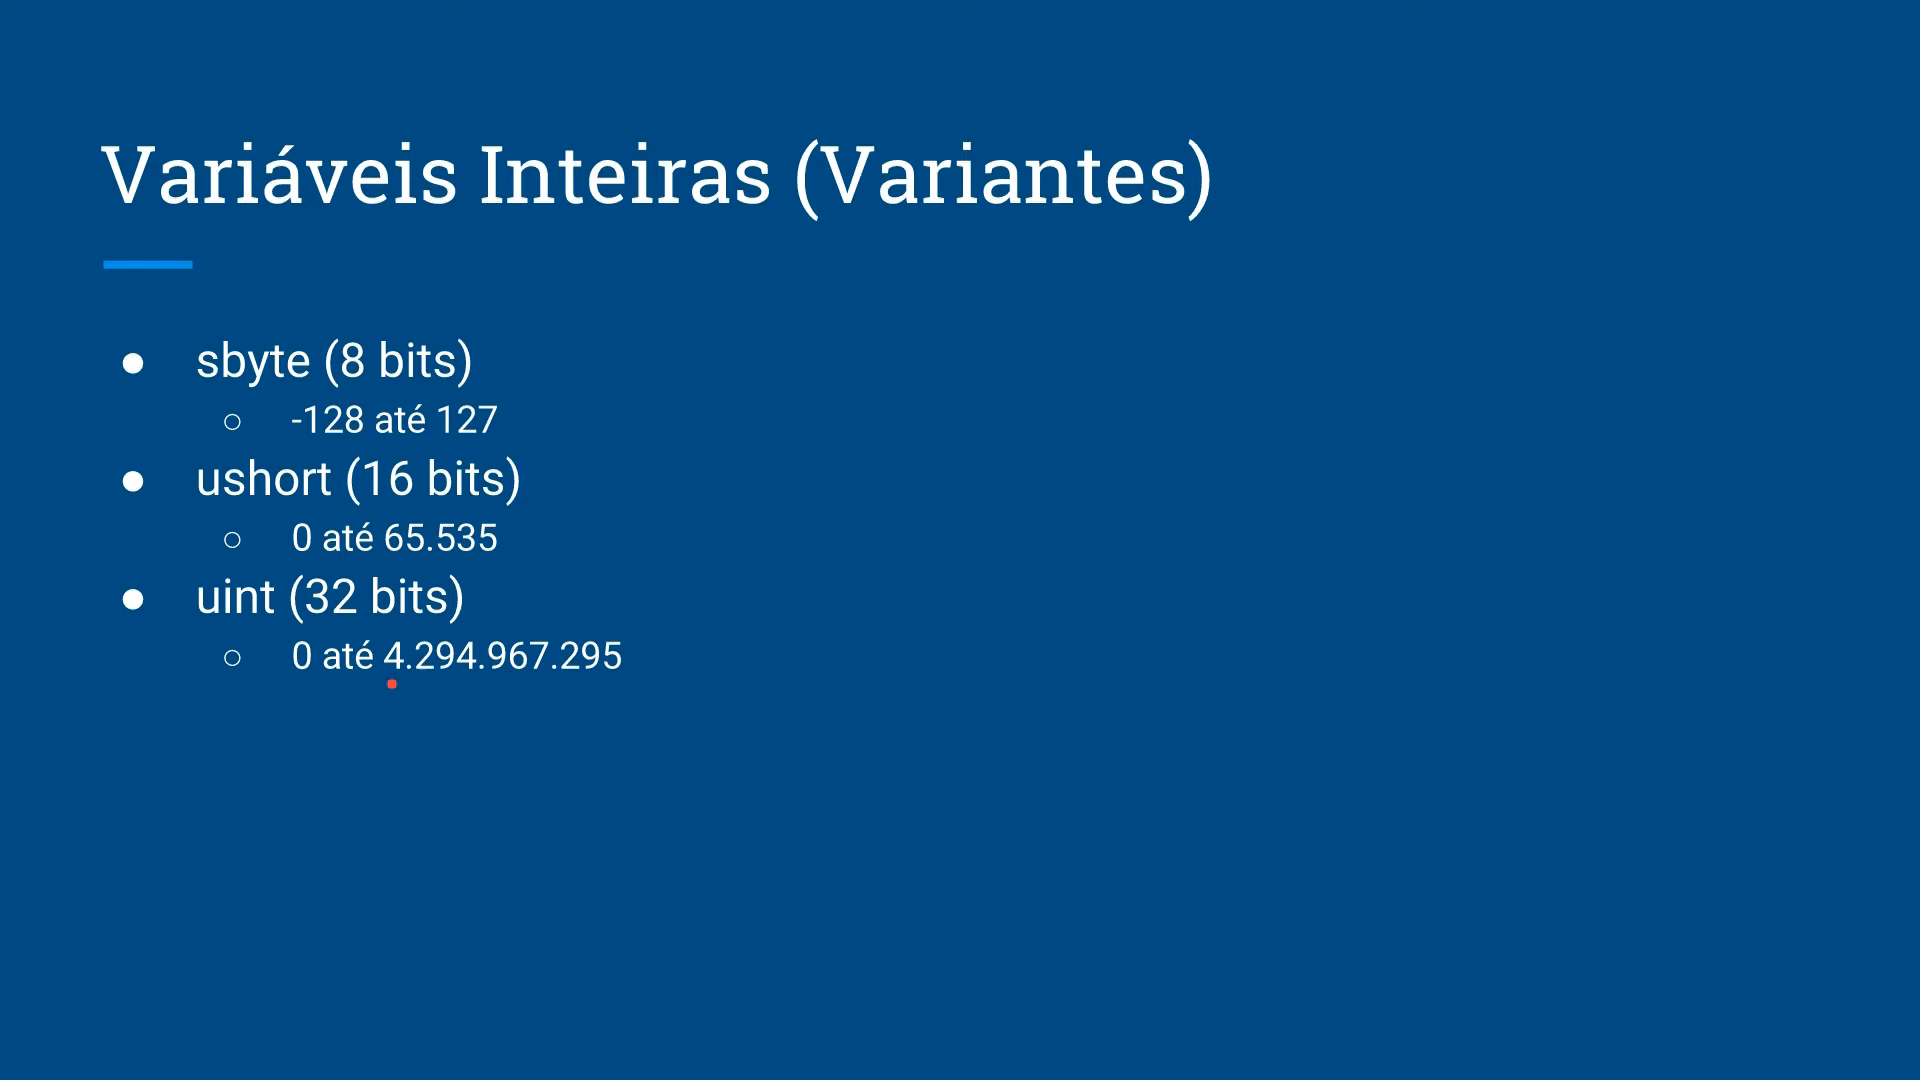 Variáveis Inteiras (Variantes)
● sbyte (8 bits)
○ -128 até 127
● ushort (16 bits)
○ 0 até 65.535
● uint (32 bits)
○ 0 até 4.294.967.295